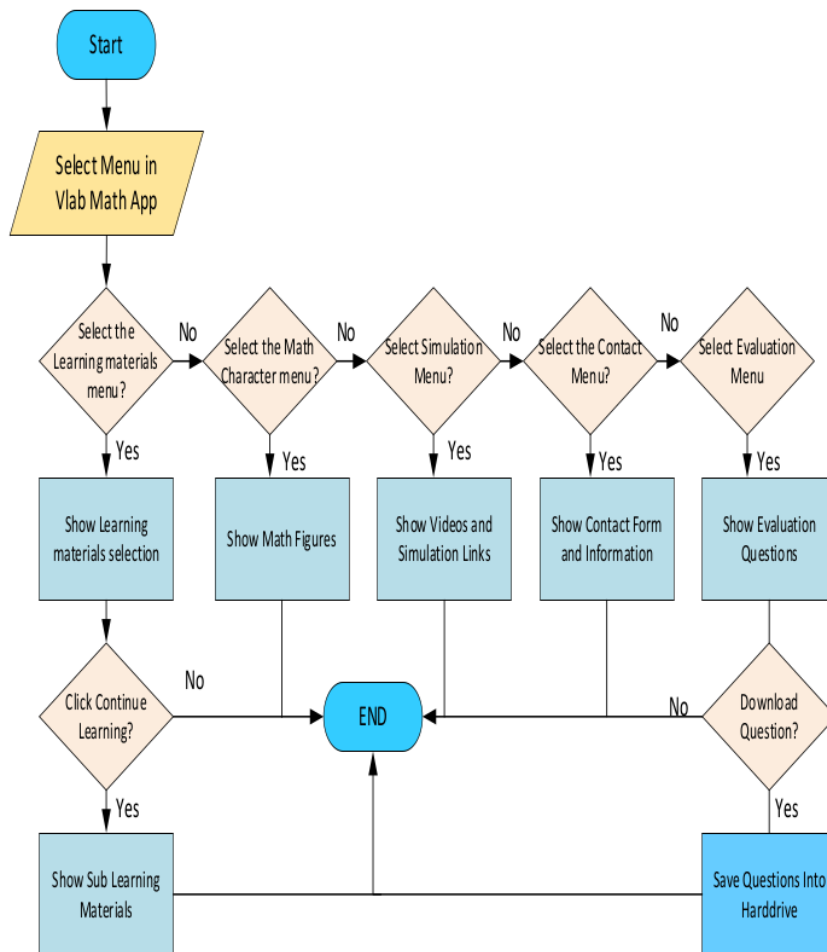 Start
Select Menu in
Vlab Math App
Select the
Learning materials
menu?
No
Select the Math
Character menu?
No
Select Simulation
Menu?
No
Select the Contact
Menu?
No
Select Evaluation
Menu
Yes
Yes
Yes
Yes
Yes
Show Learning
materials selection
Show Math Figures
Show Videos and
Simulation Links
Show Contact Form
and Information
Show Evaluation
Questions
Click Continue
Learning?
No
END
No
Download
Question?
Yes
Yes
Show Sub Learning
Materials
Save Questions Into
Harddrive